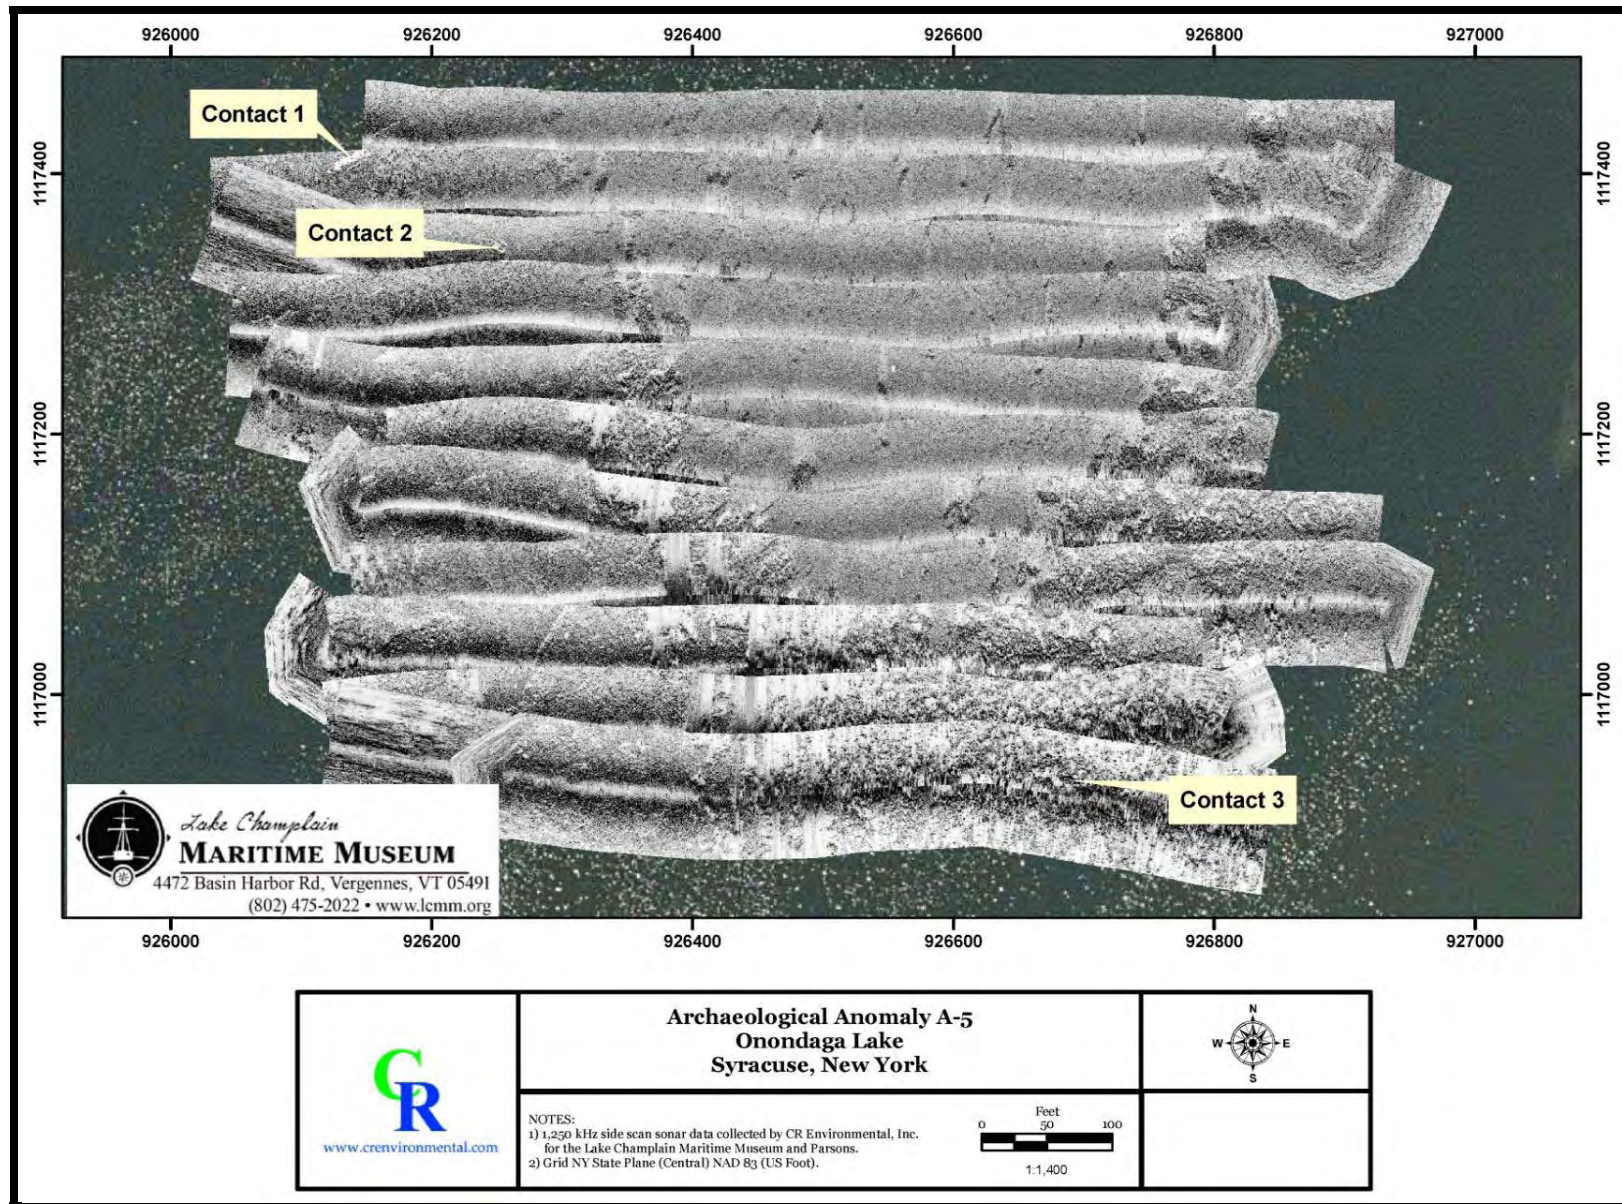 926000 926200 926400 926600 926800 927000
Contact 1
1117400 1117400
Contact 2
1117200 1117200
1117000 1117000
Contact 3
Lake Champlain
MARITIME MUSEUM
4472 Basin Harbor Rd, Vergennes, VT 05491
(802) 475-2022 • www.lcmm.org
926000 926200 926400 926600 926800 927000
Archaeological Anomaly A-5
Onondaga Lake
Syracuse, New York
N
W E
S
CR
www.crenvironmental.com
NOTES:
1) 1,250 kHz side scan sonar data collected by CR Environmental, Inc.
for the Lake Champlain Maritime Museum and Parsons.
2) Grid NY State Plane (Central) NAD 83 (US Foot).
Feet
0 50 100
1:1,400